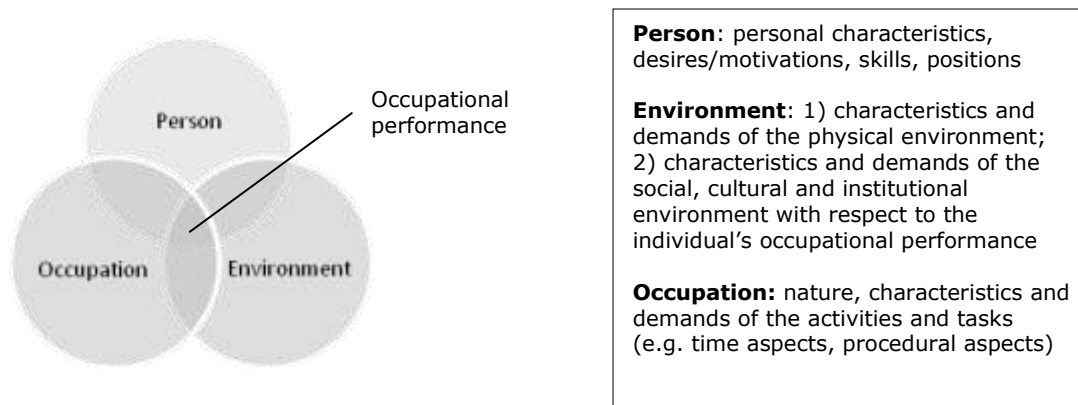 Person
Occupational
performance
Occupation
Environment
Person: personal characteristics,
desires/motivations, skills, positions
Environment: 1) characteristics and
demands of the physical environment;
2) characteristics and demands of the
social, cultural and institutional
environment with respect to the
individual's occupational performance
Occupation: nature, characteristics and
demands of the activities and tasks
(e.g. time aspects, procedural aspects)